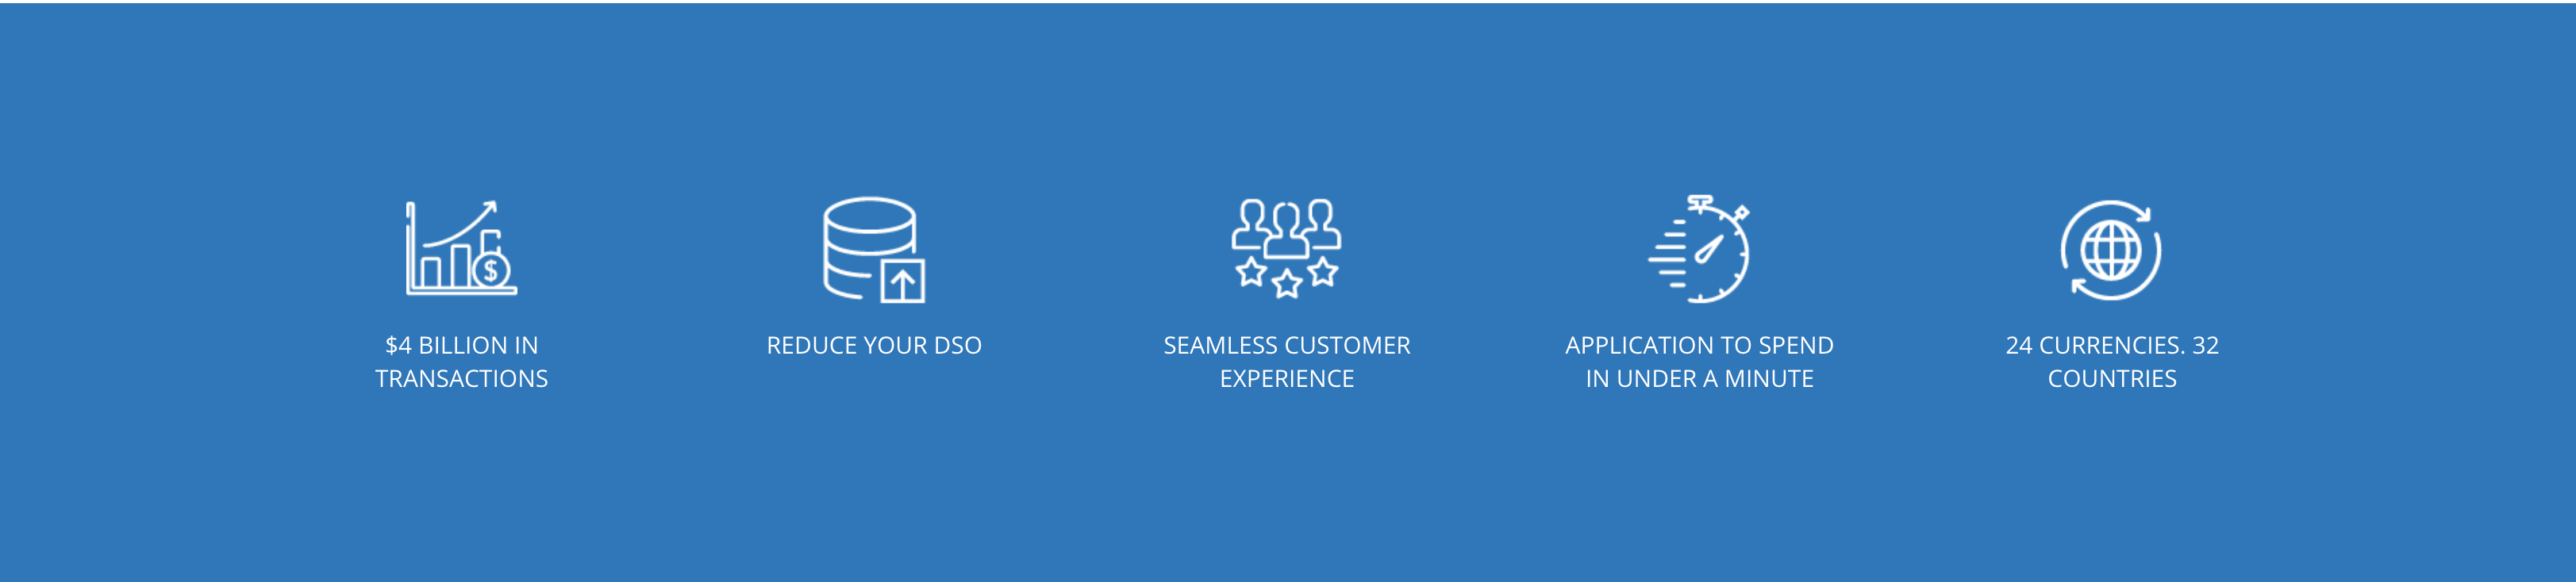 $4 BILLION IN
TRANSACTIONS
REDUCE YOUR DSO
SEAMLESS CUSTOMER
EXPERIENCE
APPLICATION TO SPEND
IN UNDER A MINUTE
24 CURRENCIES. 32
COUNTRIES